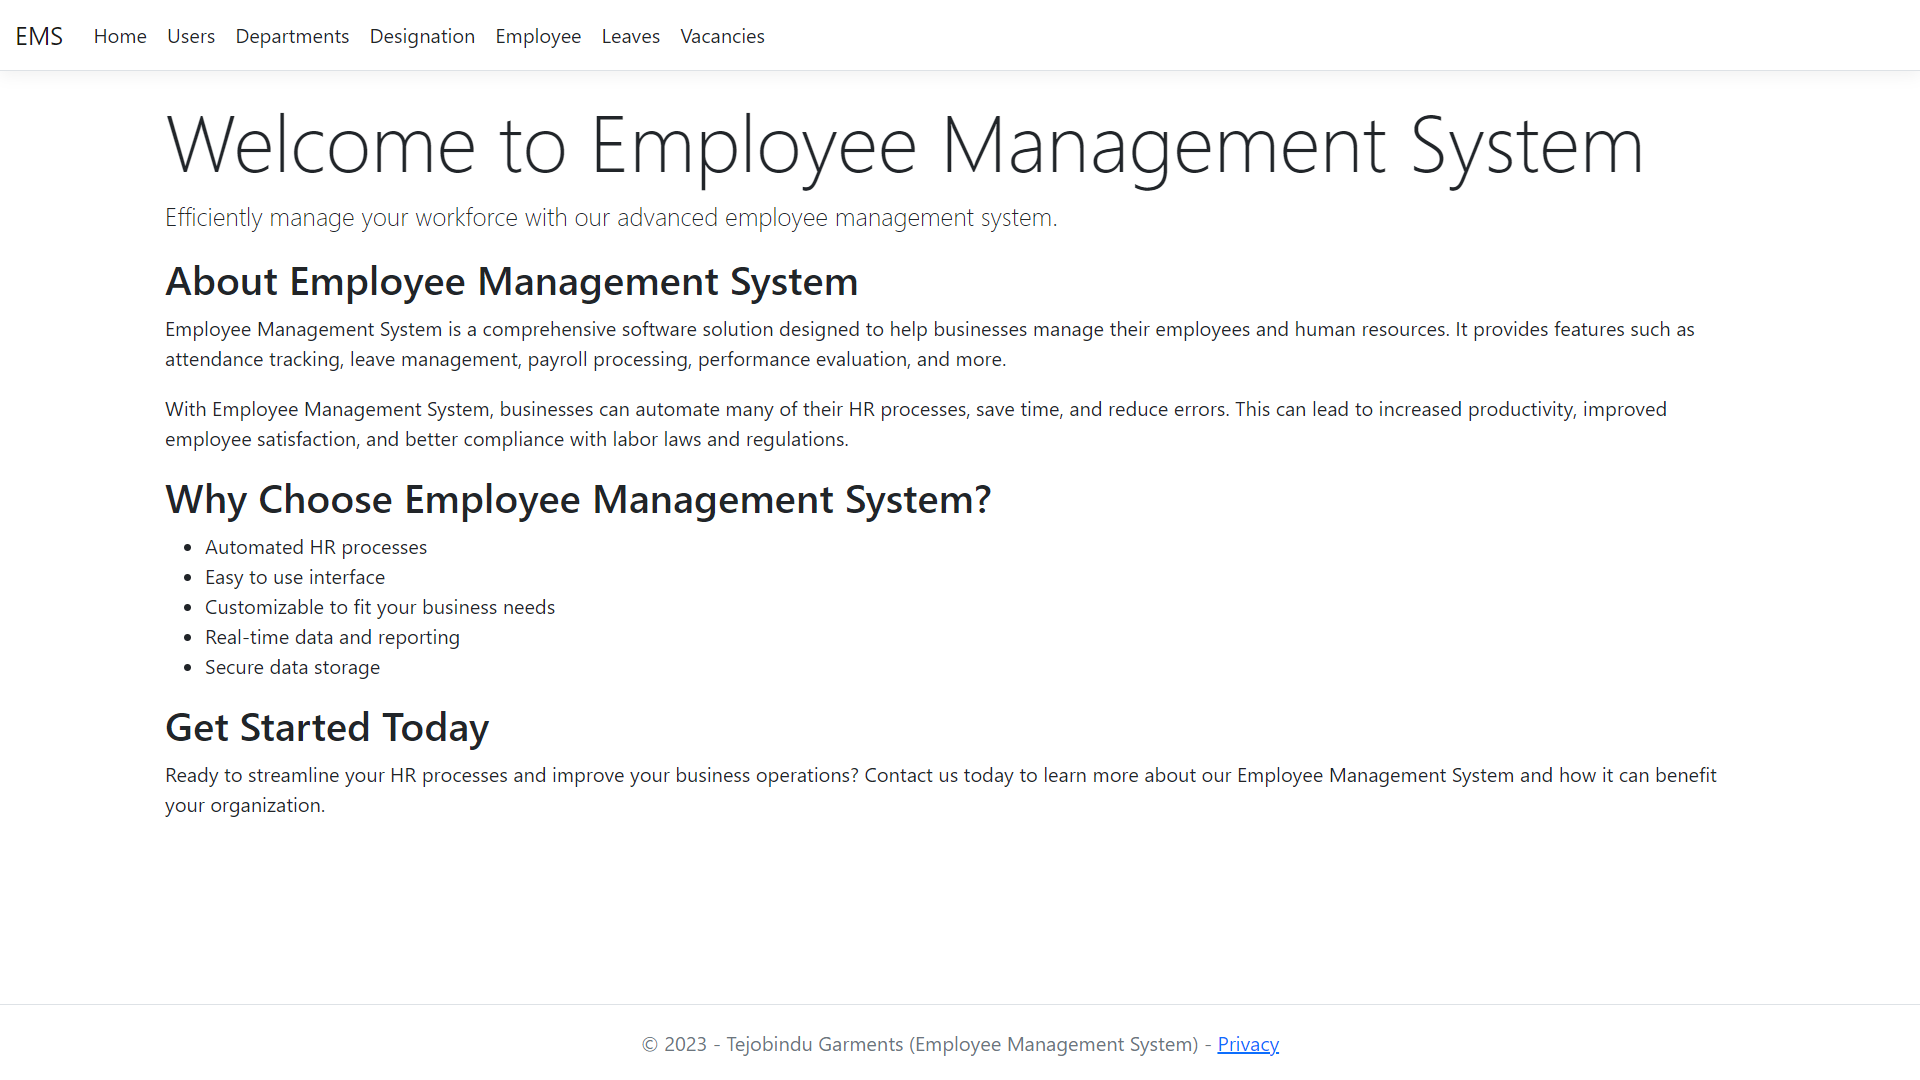 EMS Home Users Departments Designation Employee Leaves Vacancies
Welcome to Employee Management System
Efficiently manage your workforce with our advanced employee management system.
About Employee Management System
Employee Management System is a comprehensive software solution designed to help businesses manage their employees and human resources. It provides features such as
attendance tracking, leave management, payroll processing, performance evaluation, and more.
With Employee Management System, businesses can automate many of their HR processes, save time, and reduce errors. This can lead to increased productivity, improved
employee satisfaction, and better compliance with labor laws and regulations.
Why Choose Employee Management System?
• Automated HR processes
• Easy to use interface
• Customizable to fit your business needs
• Real-time data and reporting
• Secure data storage
Get Started Today
Ready to streamline your HR processes and improve your business operations? Contact us today to learn more about our Employee Management System and how it can benefit
your organization.
© 2023 - Tejobindu Garments (Employee Management System) - Privacy